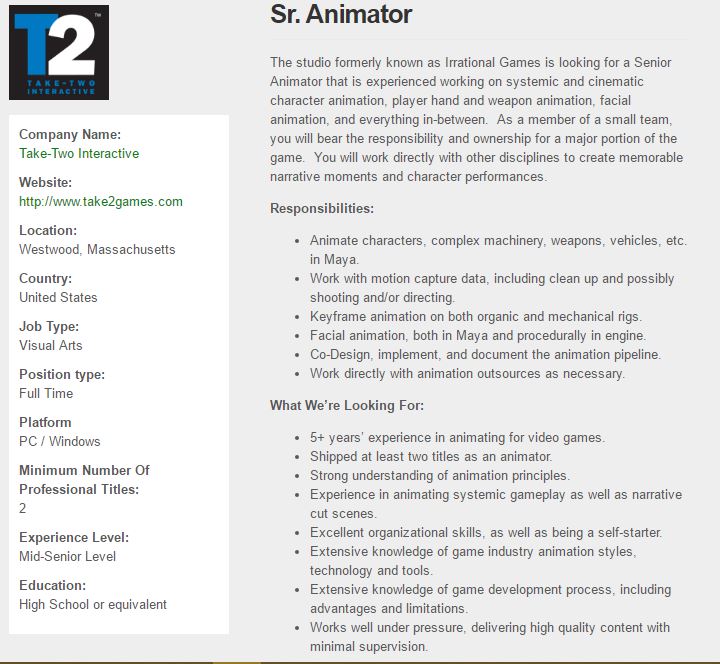 T2™
TAKE-TWO
INTERACTIVE
Company Name:
Take-Two Interactive
Website:
http://www.take2games.com
Location:
Westwood, Massachusetts
Country:
United States
Job Type:
Visual Arts
Position type:
Full Time
Platform
PC / Windows
Minimum Number Of
Professional Titles:
2
Experience Level:
Mid-Senior Level
Education:
High School or equivalent
Sr. Animator
The studio formerly known as Irrational Games is looking for a Senior
Animator that is experienced working on systemic and cinematic
character animation, player hand and weapon animation, facial
animation, and everything in-between.  As a member of a small team,
you will bear the responsibility and ownership for a major portion of the
game.  You will work directly with other disciplines to create memorable
narrative moments and character performances.
Responsibilities:
• Animate characters, complex machinery, weapons, vehicles, etc.
in Maya.
• Work with motion capture data, including clean up and possibly
shooting and/or directing.
• Keyframe animation on both organic and mechanical rigs.
• Facial animation, both in Maya and procedurally in engine.
• Co-Design, implement, and document the animation pipeline.
• Work directly with animation outsources as necessary.
What We’re Looking For:
• 5+ years’ experience in animating for video games.
• Shipped at least two titles as an animator.
• Strong understanding of animation principles.
• Experience in animating systemic gameplay as well as narrative
cut scenes.
• Excellent organizational skills, as well as being a self-starter.
• Extensive knowledge of game industry animation styles,
technology and tools.
• Extensive knowledge of game development process, including
advantages and limitations.
• Works well under pressure, delivering high quality content with
minimal supervision.